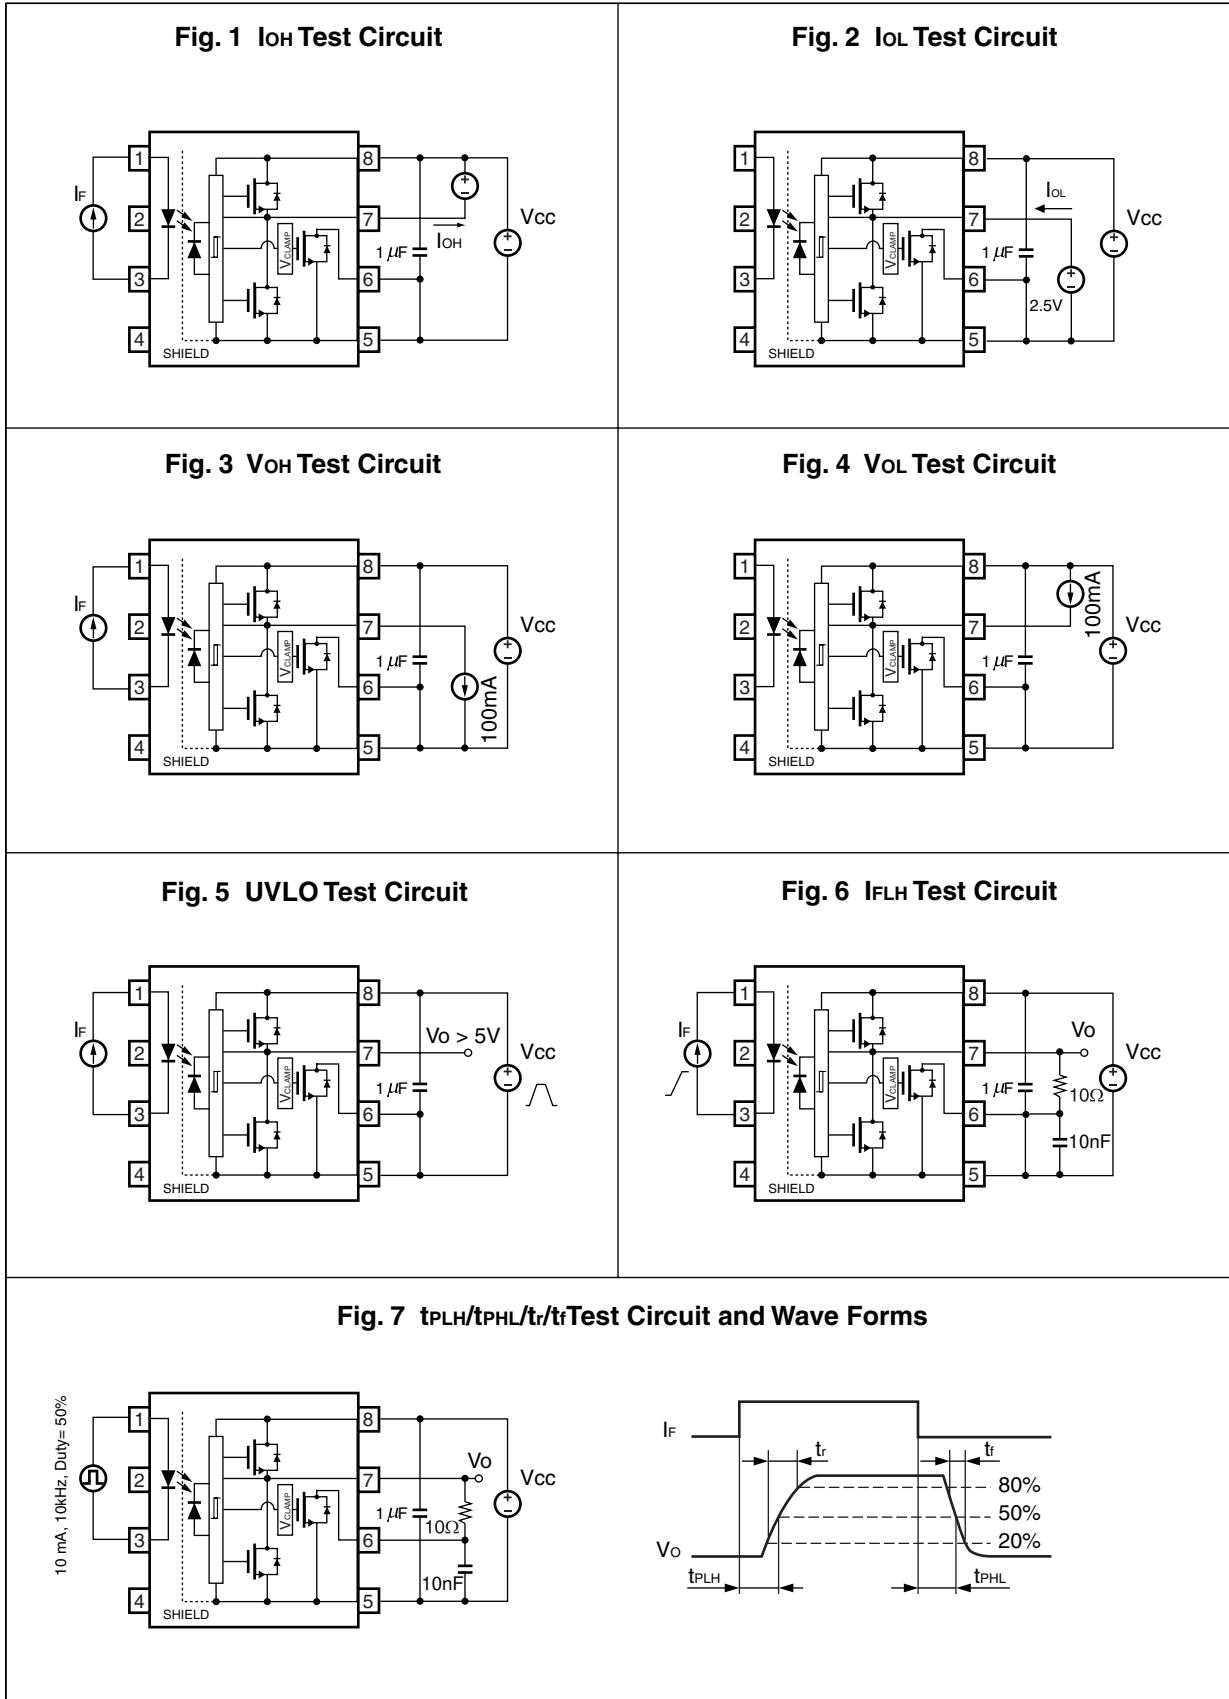 Fig. 1 IOH Test Circuit
1
2
3
4
8
7
6
5
IF
VCLAMP
SHIELD
IOH
1 μF
Vcc
Fig. 2 IOL Test Circuit
1
2
3
4
8
7
6
5
VCLAMP
SHIELD
IOL
1 μF
2.5V
Vcc
Fig. 3 VOH Test Circuit
1
2
3
4
8
7
6
5
IF
VCLAMP
SHIELD
1 μF
100mA
Vcc
Fig. 4 VOL Test Circuit
1
2
3
4
8
7
6
5
VCLAMP
SHIELD
1 μF
100mA
Vcc
Fig. 5 UVLO Test Circuit
1
2
3
4
8
7
6
5
IF
VCLAMP
SHIELD
Vo > 5V
1 μF
Vcc
Fig. 6 IFLH Test Circuit
1
2
3
4
8
7
6
5
IF
VCLAMP
SHIELD
Vo
1 μF
10Ω
10nF
Vcc
Fig. 7 tPLH/tPHL/tr/tfTest Circuit and Wave Forms
10 mA, 10kHz, Duty= 50%
1
2
3
4
8
7
6
5
VCLAMP
SHIELD
Vo
1 μF
10Ω
10nF
Vcc
IF
tr
tf
80%
50%
20%
VO
tPLH
tPHL